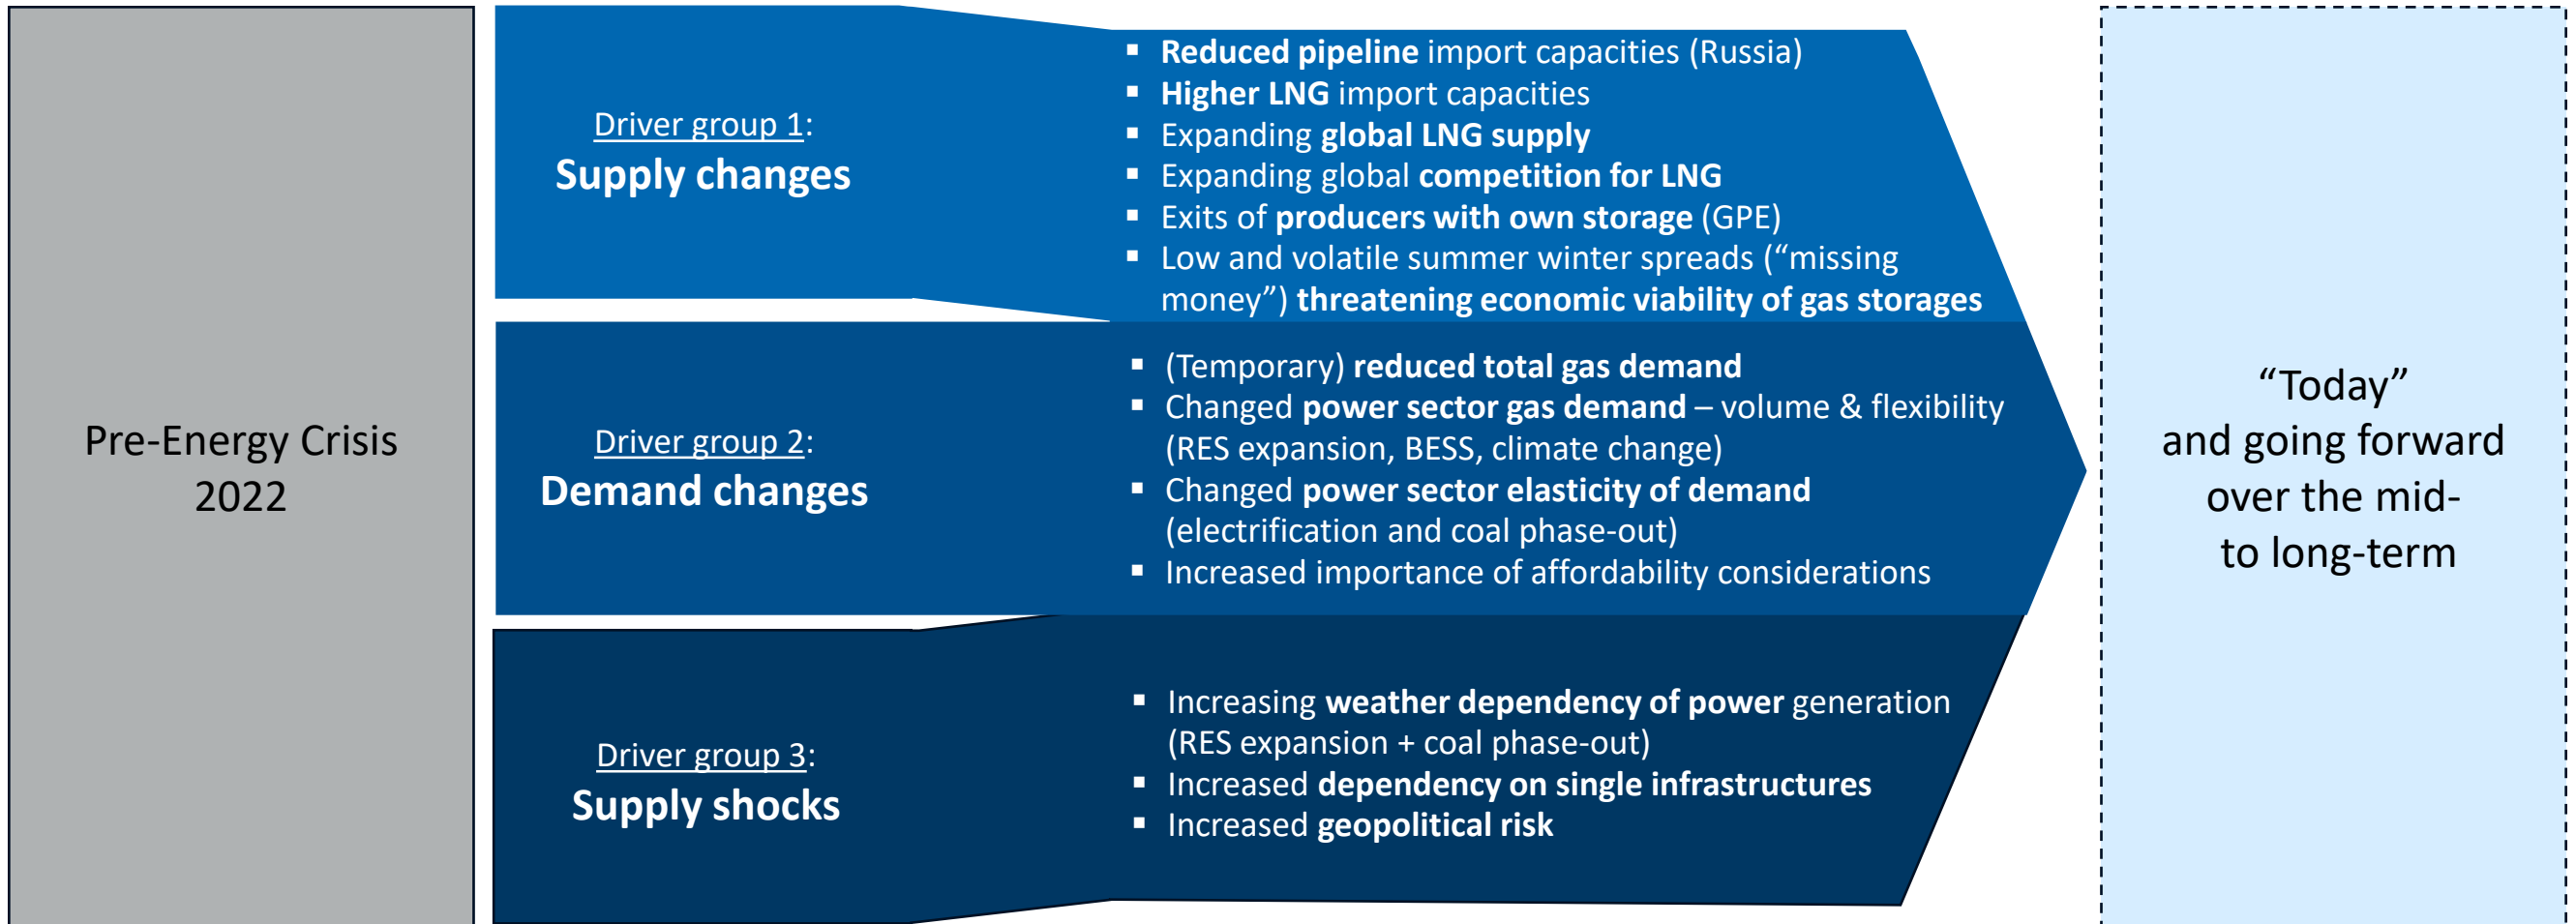 Pre-Energy Crisis
2022
Driver group 1:
Supply changes
▪ Reduced pipeline import capacities (Russia)
▪ Higher LNG import capacities
▪ Expanding global LNG supply
▪ Expanding global competition for LNG
▪ Exits of producers with own storage (GPE)
▪ Low and volatile summer winter spreads (“missing
money”) threatening economic viability of gas storages
Driver group 2:
Demand changes
▪ (Temporary) reduced total gas demand
▪ Changed power sector gas demand – volume & flexibility
(RES expansion, BESS, climate change)
▪ Changed power sector elasticity of demand
(electrification and coal phase-out)
▪ Increased importance of affordability considerations
Driver group 3:
Supply shocks
▪ Increasing weather dependency of power generation
(RES expansion + coal phase-out)
▪ Increased dependency on single infrastructures
▪ Increased geopolitical risk
“Today”
and going forward
over the mid-
to long-term